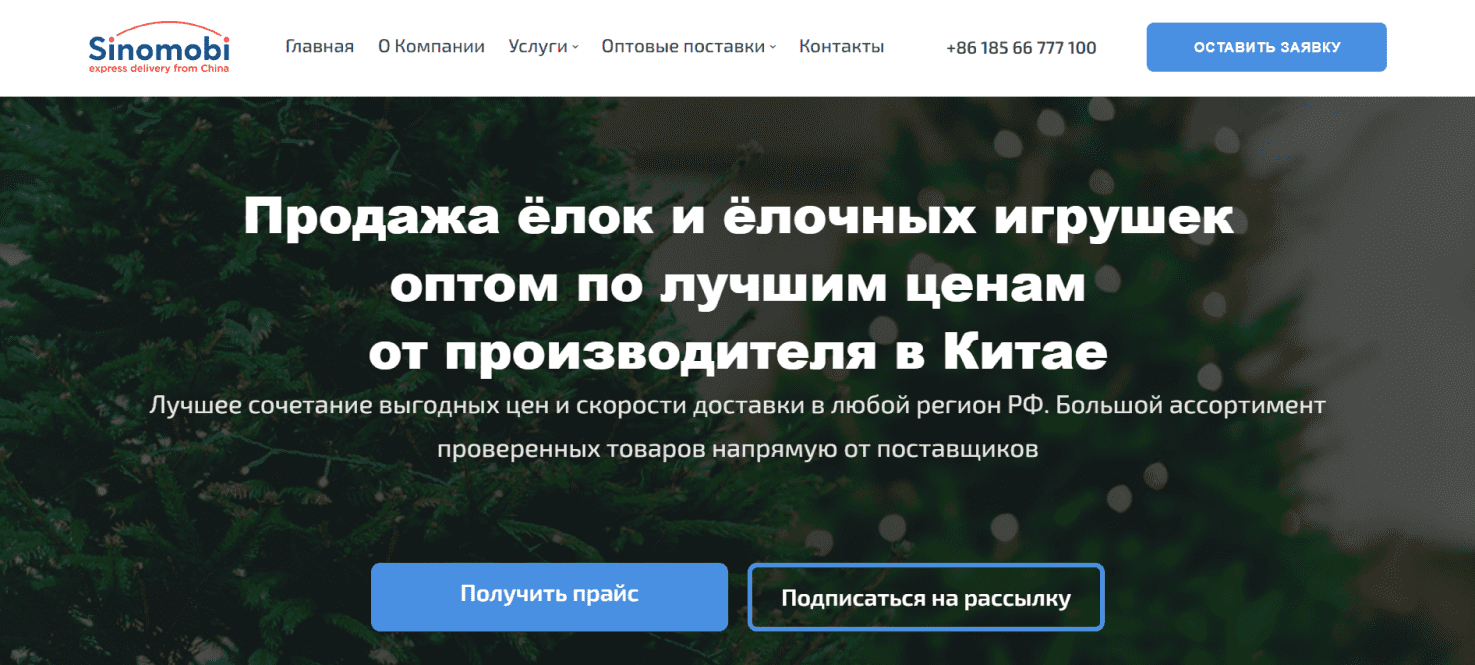 Sinomobi
express delivery from China
Главная
О Компании
Услуги
Оптовые поставки
Контакты
+86 185 66 777 100
ОСТАВИТЬ ЗАЯВКУ
Продажа ёлок и ёлочных игрушек
оптом по лучшим ценам
от производителя в Китае
Лучшее сочетание выгодных цен и скорости доставки в любой регион РФ. Большой ассортимент
проверенных товаров напрямую от поставщиков
Получить прайс
Подписаться на рассылку